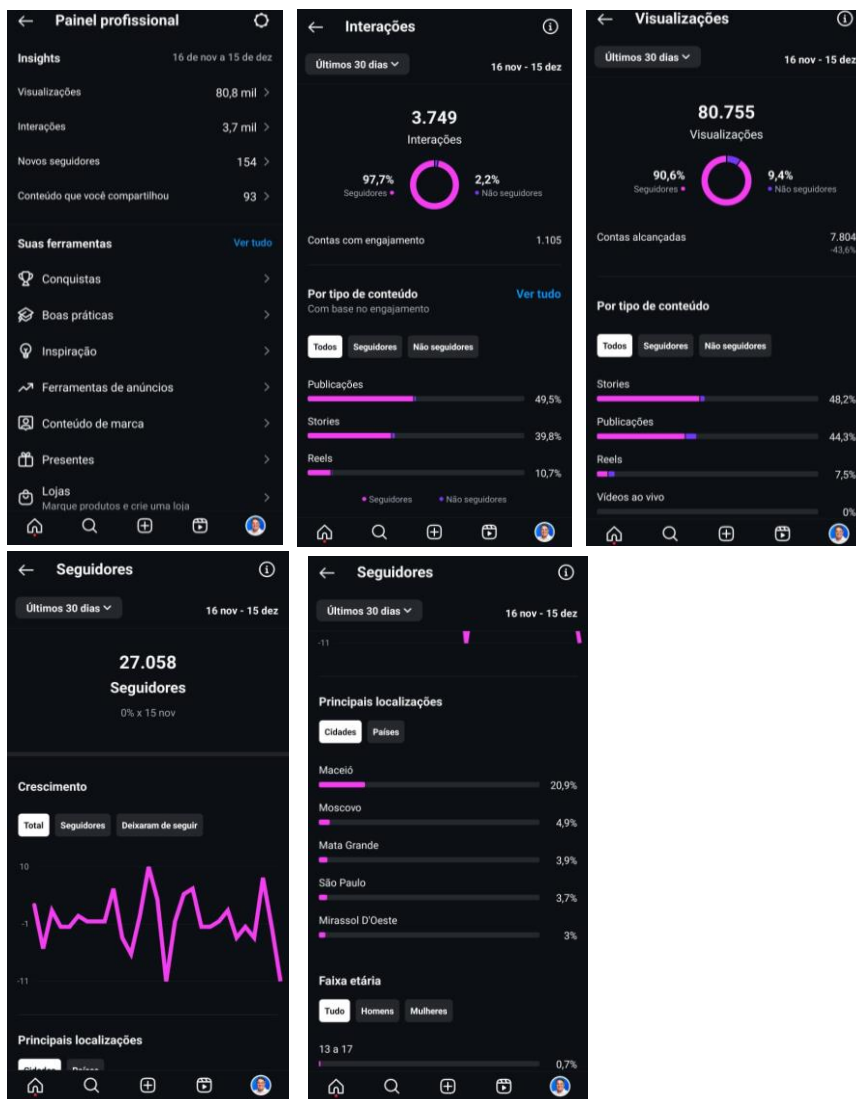 Painel profissional
Insights 16 de nov a 15 de dez
Visualizações 80,8 mil
Interações 3,7 mil
Novos seguidores 154
Conteúdo que você compartilhou 93
Suas ferramentas Ver tudo
Conquistas
Boas práticas
Inspiração
Ferramentas de anúncios
Conteúdo de marca
Presentes
Lojas
Marque produtos e crie uma loja
Interações
Últimos 30 dias 16 nov - 15 dez
3.749
Interações
97,7% 2,2%
Seguidores Não seguidores
Contas com engajamento 1.105
Por tipo de conteúdo Ver tudo
Com base no engajamento
Todos Seguidores Não seguidores
Publicações
49,5%
Stories
39,8%
Reels
10,7%
Seguidores Não seguidores
Visualizações
Últimos 30 dias 16 nov - 15 dez
80.755
Visualizações
90,6% 9,4%
Seguidores Não seguidores
Contas alcançadas 7.804
-43,6%
Por tipo de conteúdo
Todos Seguidores Não seguidores
Stories
48,2%
Publicações
44,3%
Reels
7,5%
Vídeos ao vivo
0%
Seguidores
Últimos 30 dias 16 nov - 15 dez
27.058
Seguidores
0% x 15 nov
Crescimento
Total Seguidores Deixaram de seguir
10
-1
-11
Principais localizações
Cidades Países
Seguidores
Últimos 30 dias 16 nov - 15 dez
-11
Principais localizações
Cidades Países
Maceió
20,9%
Moscovo
4,9%
Mata Grande
3,9%
São Paulo
3,7%
Mirassol D'Oeste
3%
Faixa etária
Tudo Homens Mulheres
13 a 17
0,7%